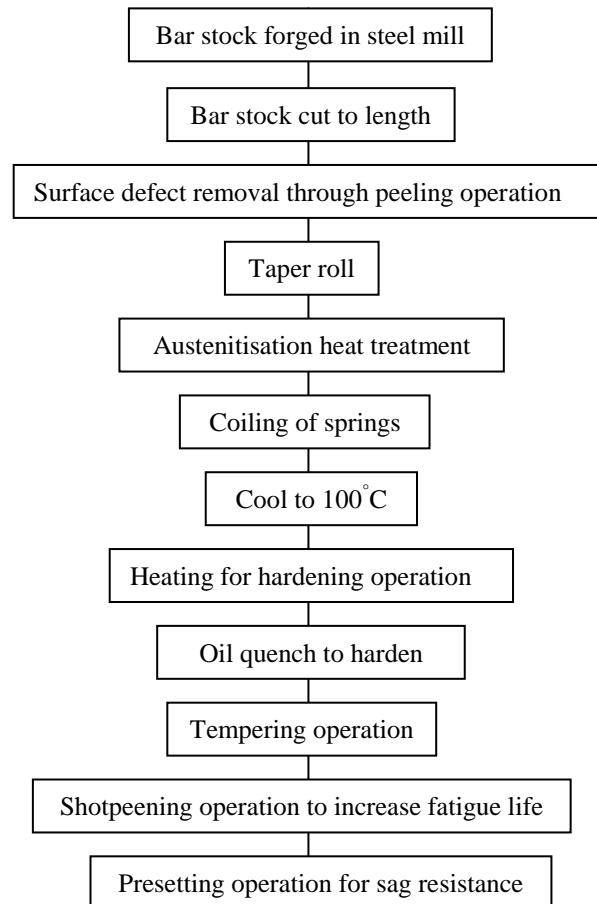 Bar stock forged in steel mill
Bar stock cut to length
Surface defect removal through peeling operation
Taper roll
Austenitisation heat treatment
Coiling of springs
Cool to 100°C
Heating for hardening operation
Oil quench to harden
Tempering operation
Shotpeening operation to increase fatigue life
Presetting operation for sag resistance